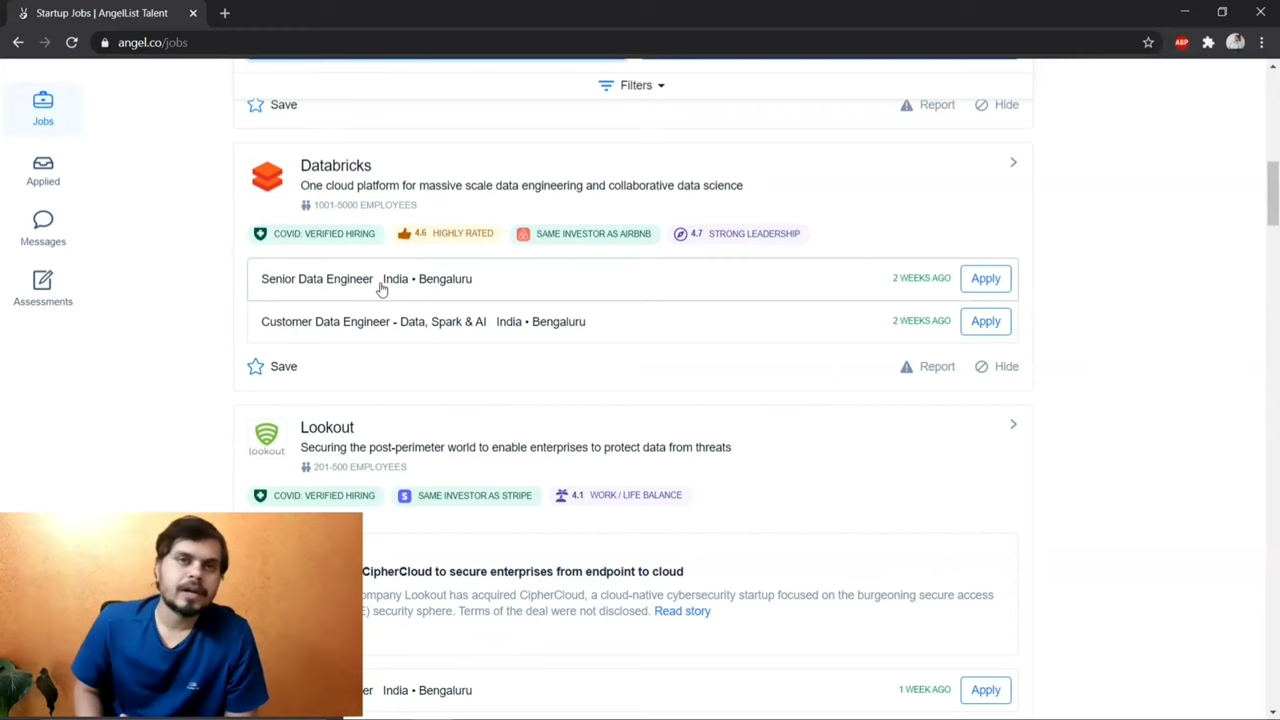 Startup Jobs | AngelList Talent
angel.co/jobs
ABP
Filters
Jobs
Applied
Messages
Assessments
Save
Report
Hide
Databricks
One cloud platform for massive scale data engineering and collaborative data science
1001-5000 EMPLOYEES
COVID: VERIFIED HIRING
4.6 HIGHLY RATED
SAME INVESTOR AS AIRBNB
4.7 STRONG LEADERSHIP
Senior Data Engineer India • Bengaluru
2 WEEKS AGO
Apply
Customer Data Engineer - Data, Spark & AI India • Bengaluru
2 WEEKS AGO
Apply
Save
Report
Hide
lookout
Lookout
Securing the post-perimeter world to enable enterprises to protect data from threats
201-500 EMPLOYEES
COVID: VERIFIED HIRING
S
SAME INVESTOR AS STRIPE
4.1 WORK / LIFE BALANCE
CipherCloud to secure enterprises from endpoint to cloud
company Lookout has acquired CipherCloud, a cloud-native cybersecurity startup focused on the burgeoning secure access
E) security sphere. Terms of the deal were not disclosed. Read story
er India • Bengaluru
1 WEEK AGO
Apply